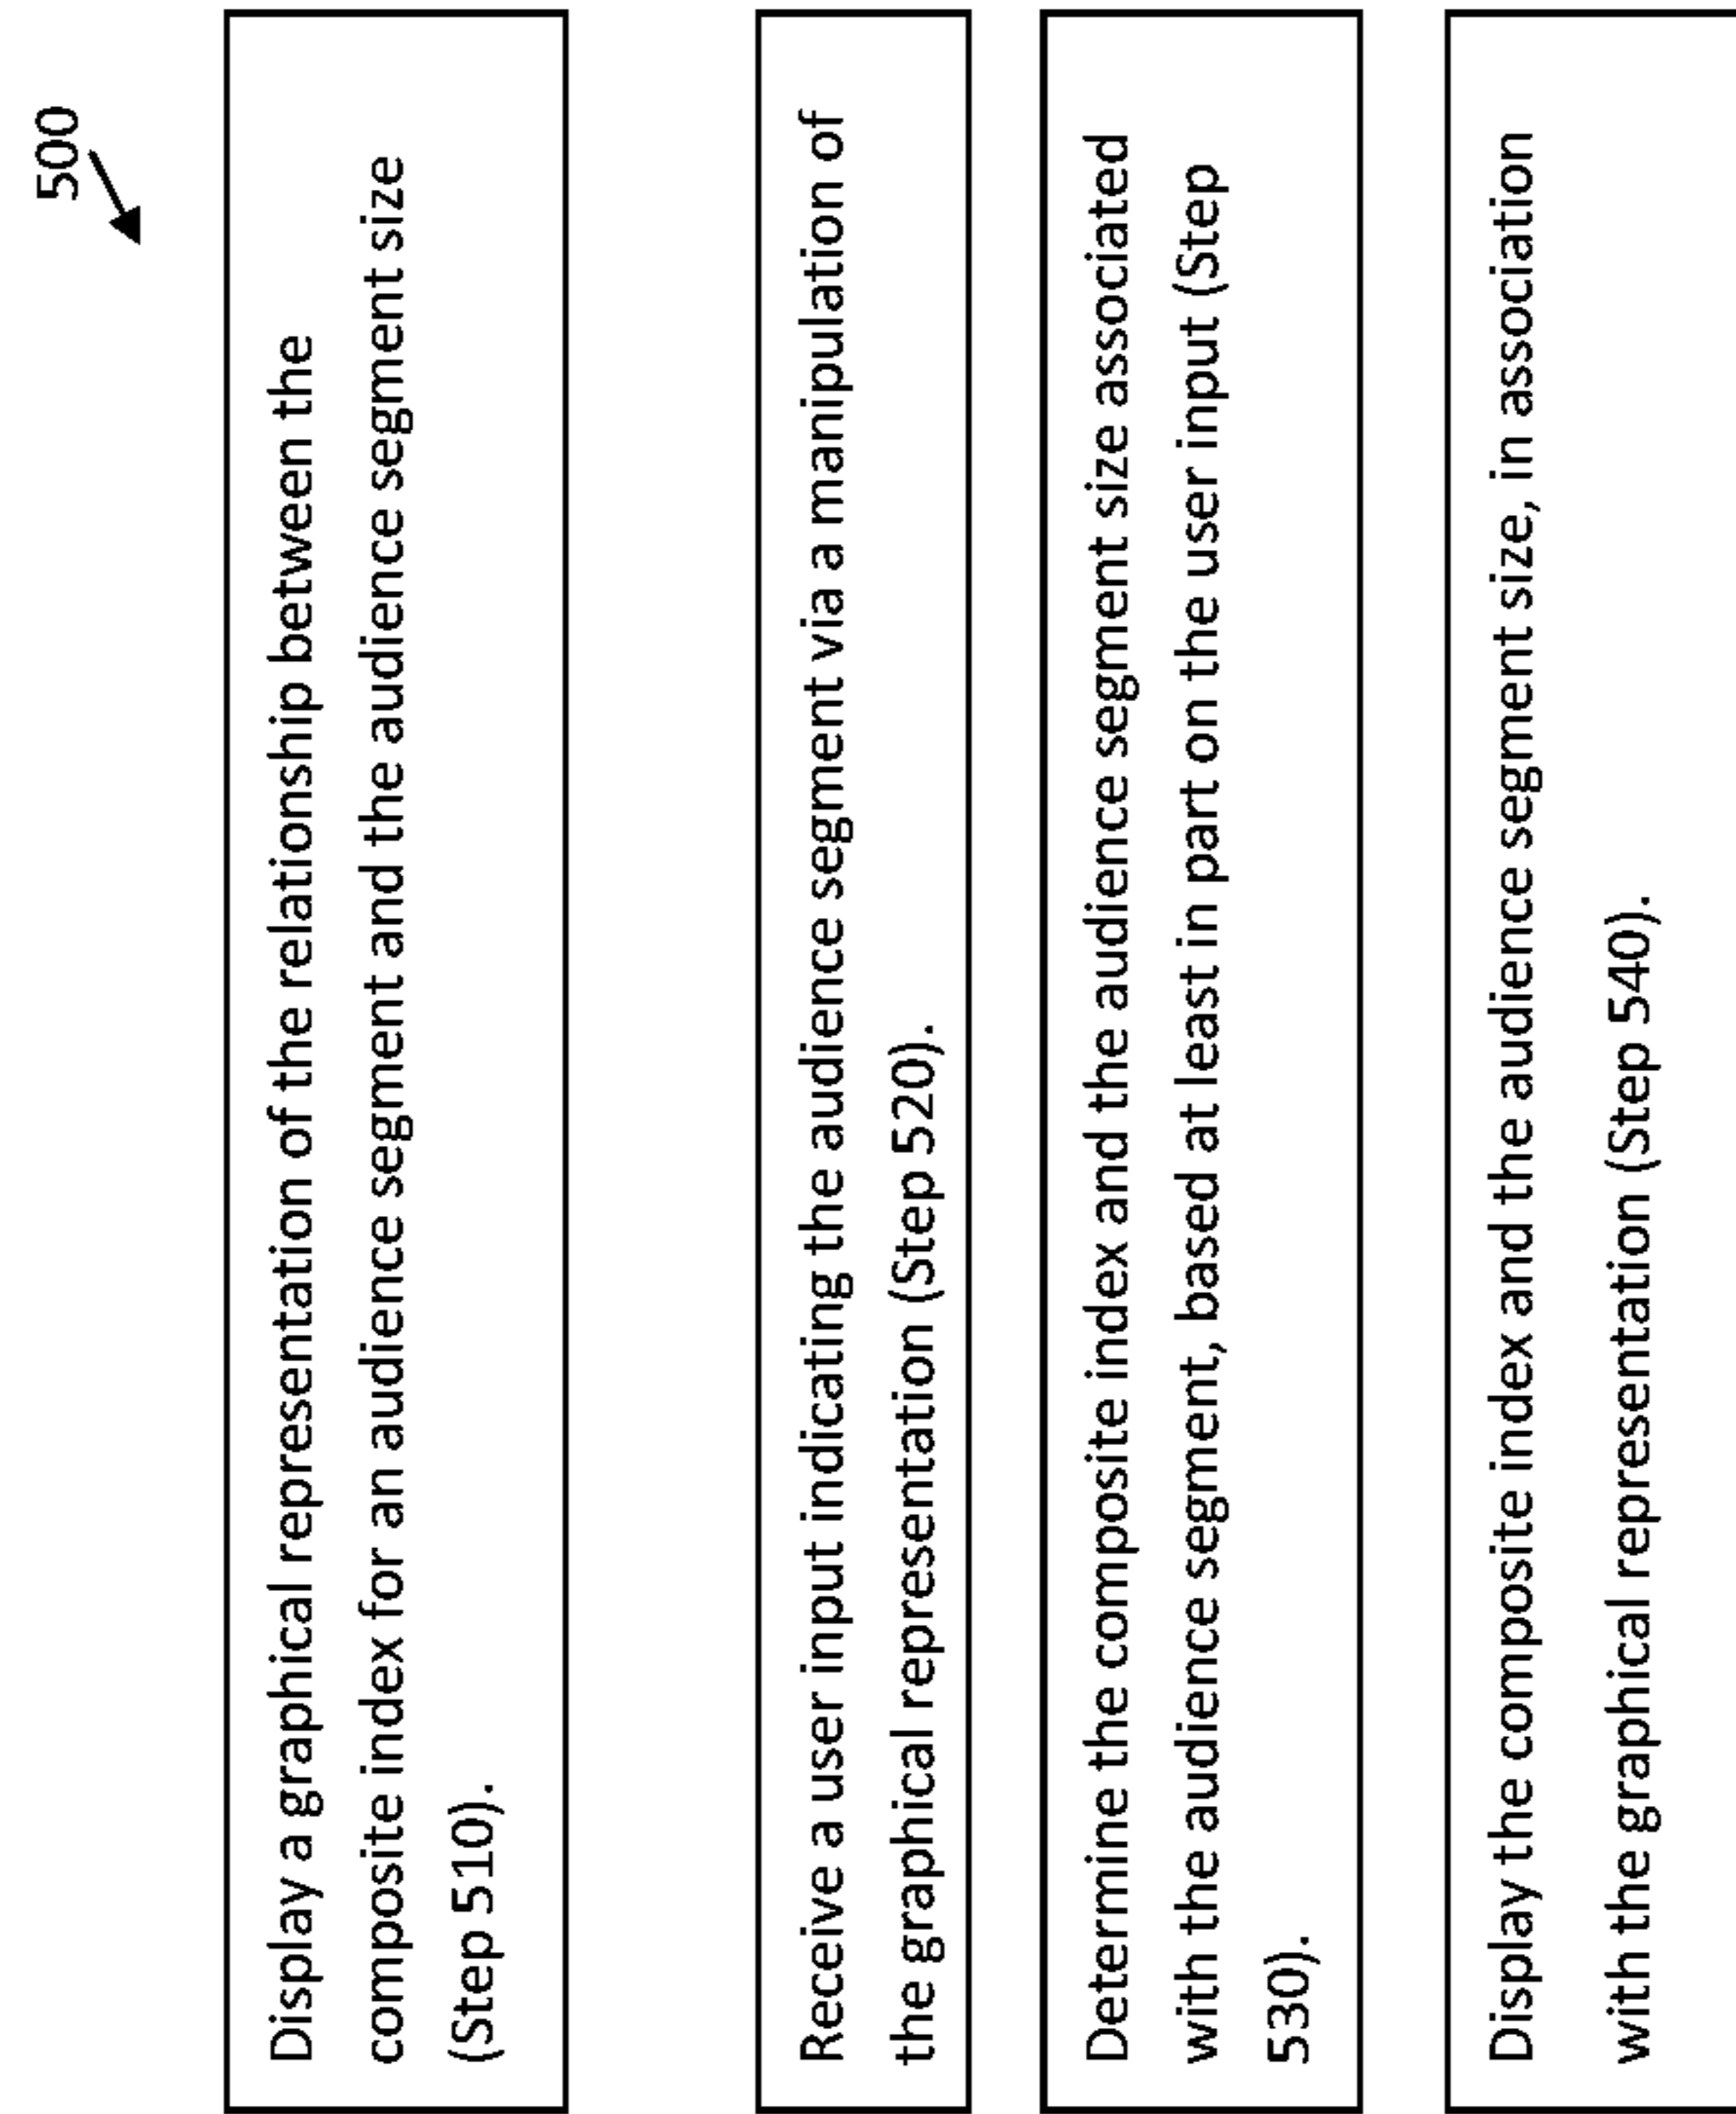 500
Display a graphical representation of the relationship between the
composite index for an audience segment and the audience segment size
(Step 510).
Receive a user input indicating the audience segment via a manipulation of
the graphical representation (Step 520).
Determine the composite index and the audience segment size associated
with the audience segment, based at least in part on the user input (Step
530).
Display the composite index and the audience segment size, in association
with the graphical representation (Step 540).